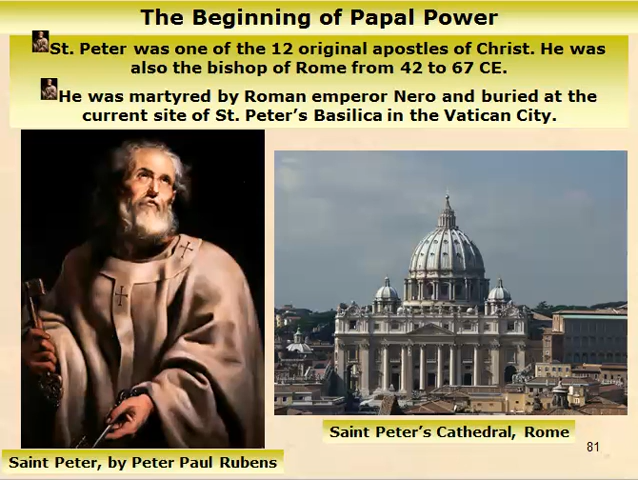 The Beginning of Papal Power
St. Peter was one of the 12 original apostles of Christ. He was
also the bishop of Rome from 42 to 67 CE.
He was martyred by Roman emperor Nero and buried at the
current site of St. Peter's Basilica in the Vatican City.
Saint Peter's Cathedral, Rome
81
Saint Peter, by Peter Paul Rubens